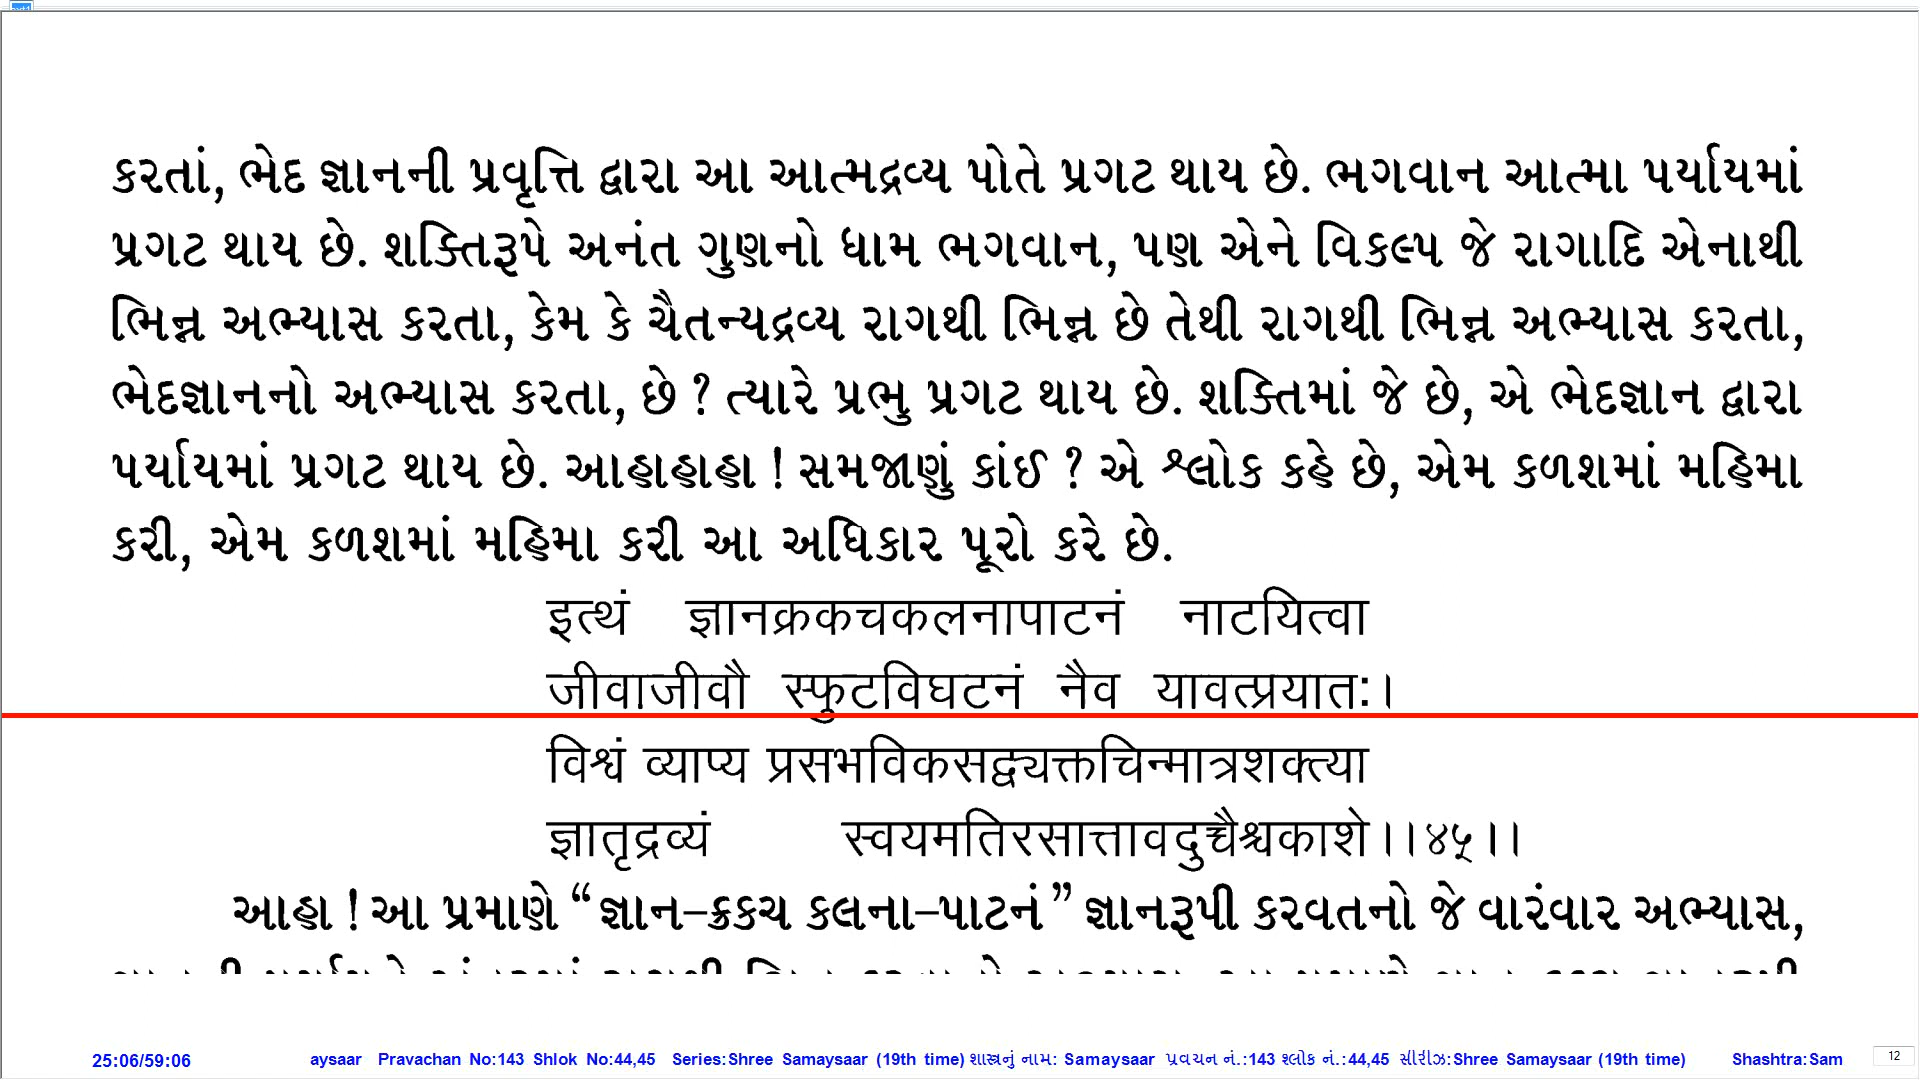 કરતાં, ભેદ જ્ઞાનની પ્રવૃત્તિ દ્વારા આ આત્મદ્રવ્ય પોતે પ્રગટ થાય છે. ભગવાન આત્મા પર્યાયમાં
પ્રગટ થાય છે. શક્તિરૂપે અનંત ગુણનો ધામ ભગવાન, પણ એને વિકલ્પ જે રાગાદિ એનાથી
ભિન્ન અભ્યાસ કરતા, કેમ કે ચૈતન્યદ્રવ્ય રાગથી ભિન્ન છે તેથી રાગથી ભિન્ન અભ્યાસ કરતા,
ભેદજ્ઞાનનો અભ્યાસ કરતા, છે ? ત્યારે પ્રભુ પ્રગટ થાય છે. શક્તિમાં જે છે, એ ભેદજ્ઞાન દ્વારા
પર્યાયમાં પ્રગટ થાય છે. આહાહાહા ! સમજાણું કાંઈ ? એ શ્લોક કહે છે, એમ કળશમાં મહિમા
કરી, એમ કળશમાં મહિમા કરી આ અધિકાર પૂરો કરે છે.
इत्थं ज्ञानक्रकचकलनापाटनं नाटयित्वा
जीवाजीवौ स्फुटविघटनं नैव यावत्प्रयातः।
विश्वं व्याप्य प्रसभविकसद्व्यक्तचिन्मात्रशक्त्या
ज्ञातृद्रव्यं स्वयमतिरसात्तावदुच्चैश्चकाशे।।४५।।
આહા ! આ પ્રમાણે “જ્ઞાન–ક્રકચ કલના–પાટનં” જ્ઞાનરૂપી કરવતનો જે વારંવાર અભ્યાસ,
25:06/59:06 aysaar Pravachan No:143 Shlok No:44,45 Series:Shree Samaysaar (19th time) શાસ્ત્રનું નામ: Samaysaar પ્રવચન નં.:143 શ્લોક નં.:44,45 સીરીઝ:Shree Samaysaar (19th time) Shashtra:Sam 12